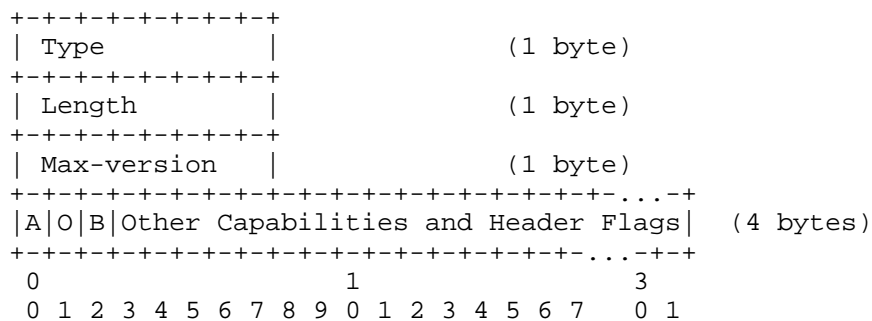 +-+-+-+-+-+-+-+-+
| Type          |              (1 byte)
+-+-+-+-+-+-+-+-+
| Length        |              (1 byte)
+-+-+-+-+-+-+-+-+
| Max-version   |              (1 byte)
+-+-+-+-+-+-+-+-+-+-+-+-+-+-+-+-+-+-+-...-+
|A|O|B|Other Capabilities and Header Flags|  (4 bytes)
+-+-+-+-+-+-+-+-+-+-+-+-+-+-+-+-+-+-...-+-+
 0                   1                 3
 0 1 2 3 4 5 6 7 8 9 0 1 2 3 4 5 6 7   0 1